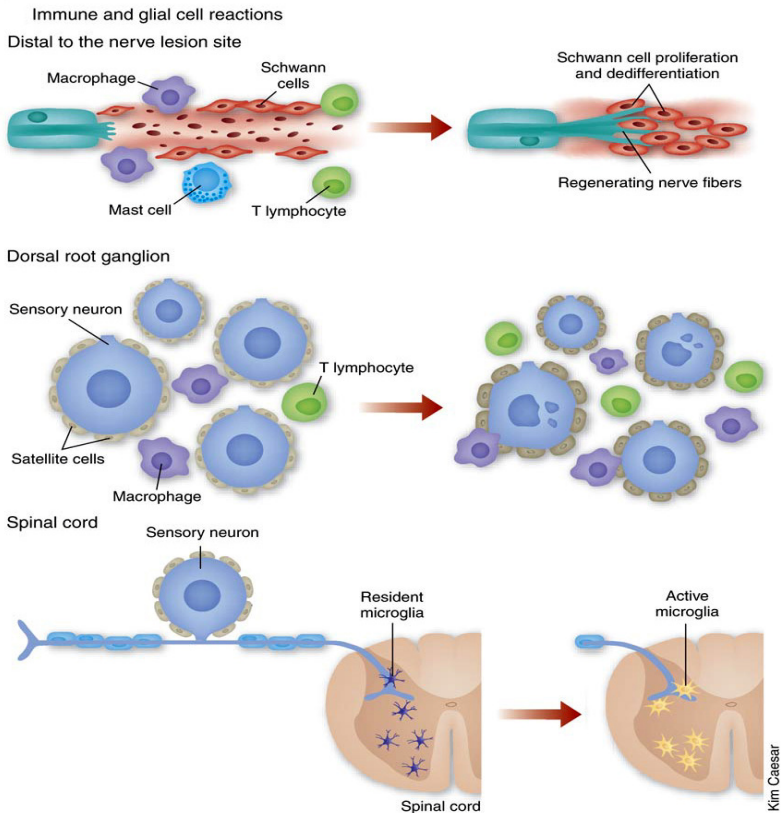 Immune and glial cell reactions
Distal to the nerve lesion site
Macrophage
Schwann
cells
Schwann cell proliferation
and dedifferentiation
Mast cell
T lymphocyte
Regenerating nerve fibers
Dorsal root ganglion
Sensory neuron
T lymphocyte
Satellite cells
Macrophage
Spinal cord
Sensory neuron
Resident
microglia
Active
microglia
Spinal cord
Kim Caesar